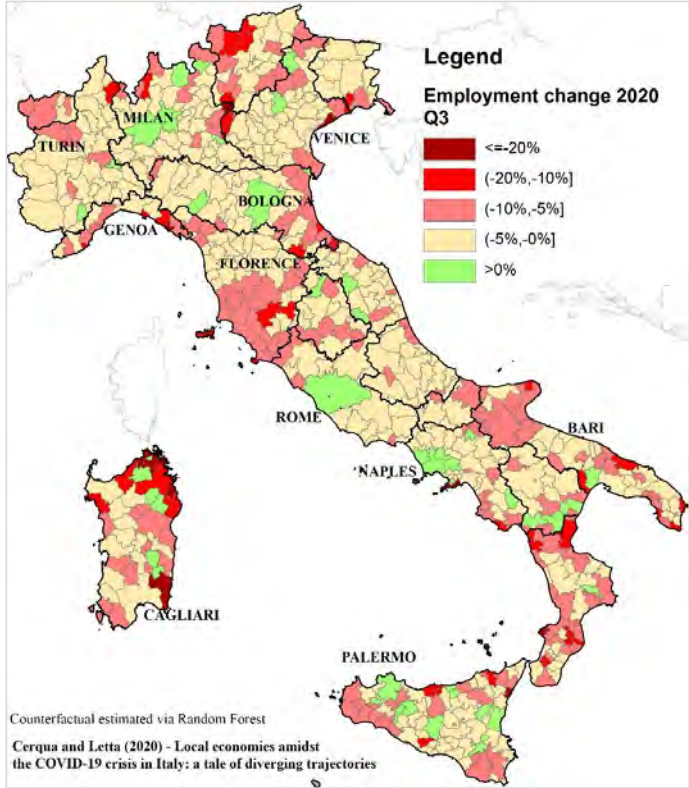 Legend
Employment change 2020
Q3
<=-20%
(-20%,-10%]
(-10%,-5%]
(-5%,-0%]
>0%
MILAN
TURIN
VENICE
BOLOGNA
GENOA
FLORENCE
ROME
BARI
NAPLES
CAGLIARI
PALERMO
Counterfactual estimated via Random Forest
Cerqua and Letta (2020) - Local economies amidst
the COVID-19 crisis in Italy: a tale of diverging trajectories